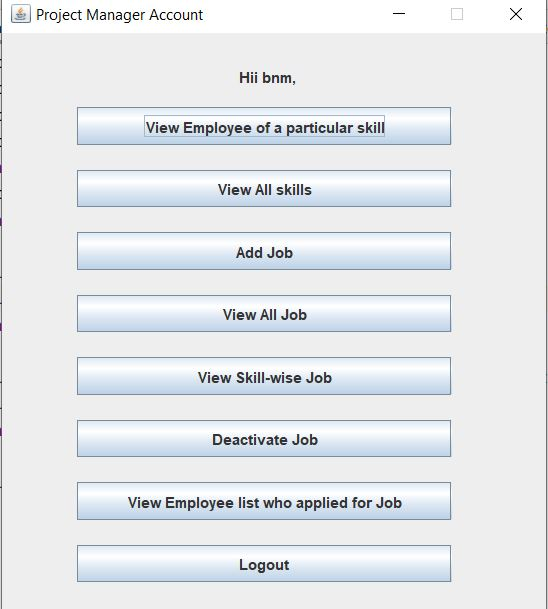 Project Manager Account
Hii bnm,
View Employee of a particular skill
View All skills
Add Job
View All Job
View Skill-wise Job
Deactivate Job
View Employee list who applied for Job
Logout